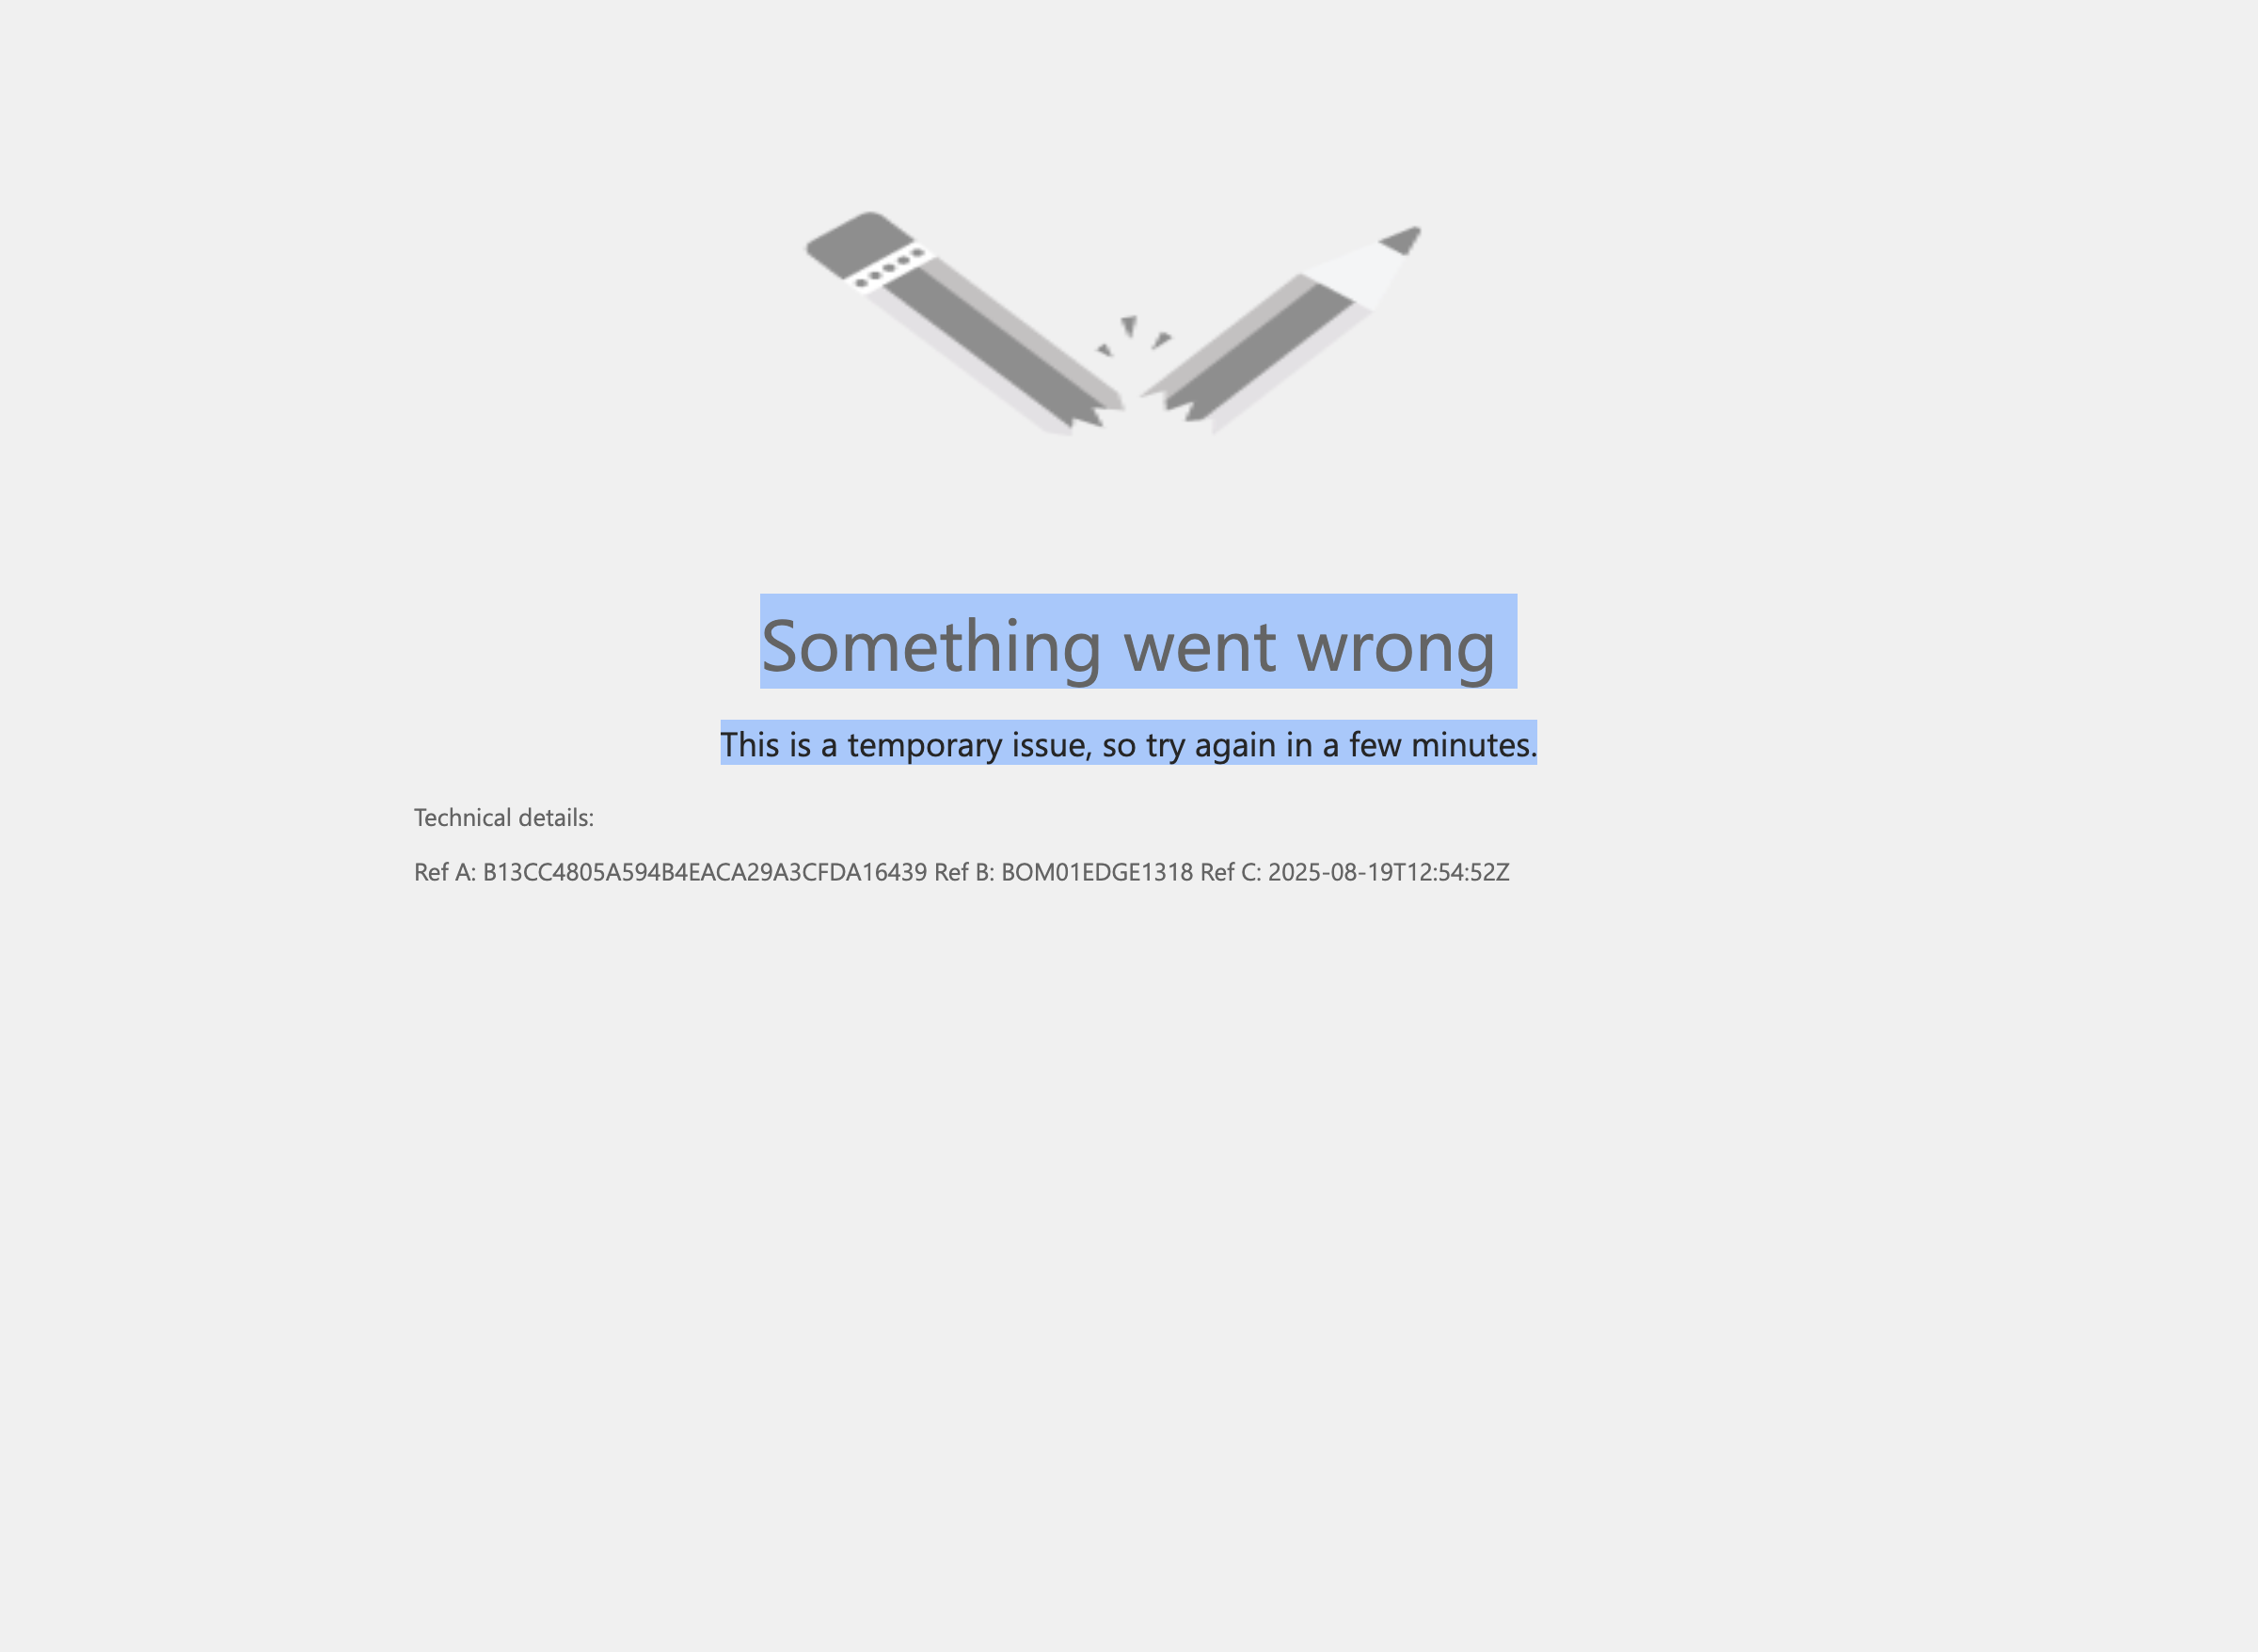 Something went wrong
This is a temporary issue, so try again in a few minutes.
Technical details:
Ref A: B13CC4805A594B4EACA29A3CFDA16439 Ref B: BOM01EDGE1318 Ref C: 2025-08-19T12:54:52Z